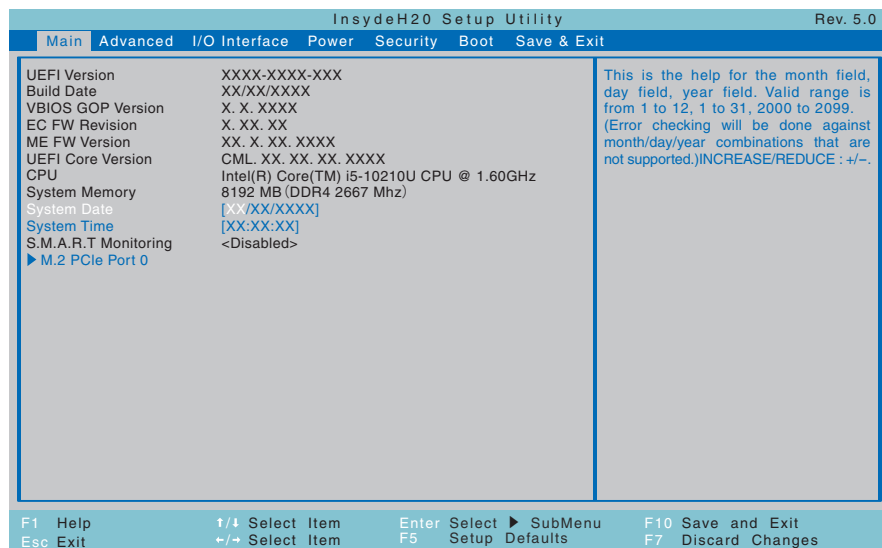 InsydeH20 Setup Utility Rev. 5.0
Main Advanced I/O Interface Power Security Boot Save & Exit
UEFI Version XXXX-XXXX-XXX
Build Date XX/XX/XXXX
VBIOS GOP Version X. X. XXXX
EC FW Revision X. XX. XX
ME FW Version XX. X. XX. XXXX
UEFI Core Version CML. XX. XX. XX. XXXX
CPU Intel(R) Core(TM) i5-10210U CPU @ 1.60GHz
System Memory 8192 MB (DDR4 2667 Mhz)
System Date [XX/XX/XXXX]
System Time [XX:XX:XX]
S.M.A.R.T Monitoring <Disabled>
▶ M.2 PCIe Port 0
This is the help for the month field,
day field, year field. Valid range is
from 1 to 12, 1 to 31, 2000 to 2099.
(Error checking will be done against
month/day/year combinations that are
not supported.)INCREASE/REDUCE : +/−.
F1 Help ↑/↓ Select Item Enter Select ▶ SubMenu F10 Save and Exit
Esc Exit ←/→ Select Item F5 Setup Defaults F7 Discard Changes